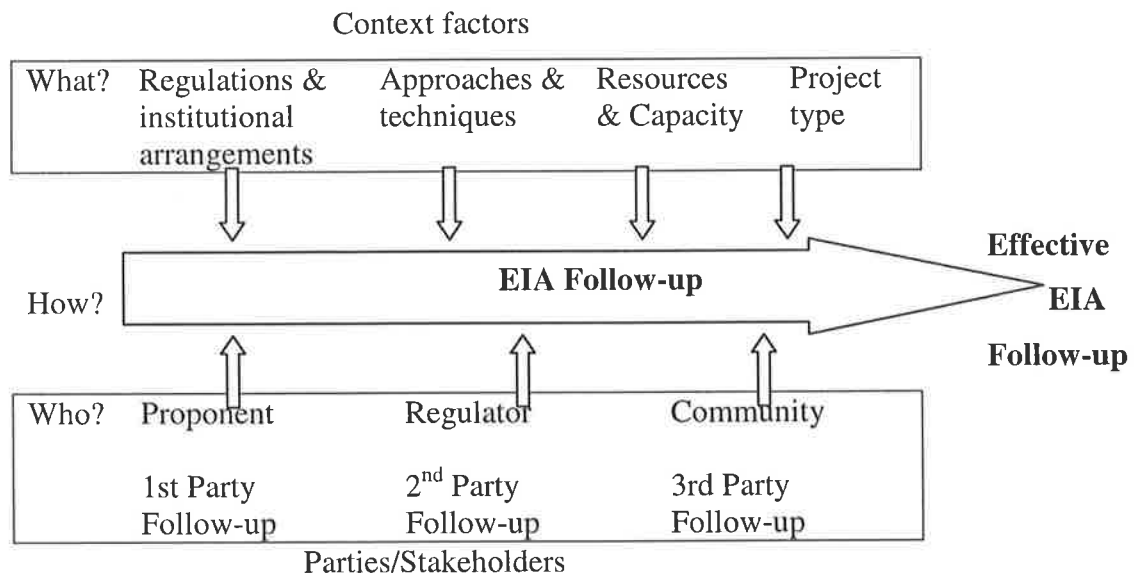 Context factors
What? Regulations & Approaches & Resources Project
institutional techniques & Capacity type
arrangements
EIA Follow-up
How?
Effective
EIA
Follow-up
Who? Proponent Regulator Community
1st Party 2nd Party 3rd Party
Follow-up Follow-up Follow-up
Parties/Stakeholders